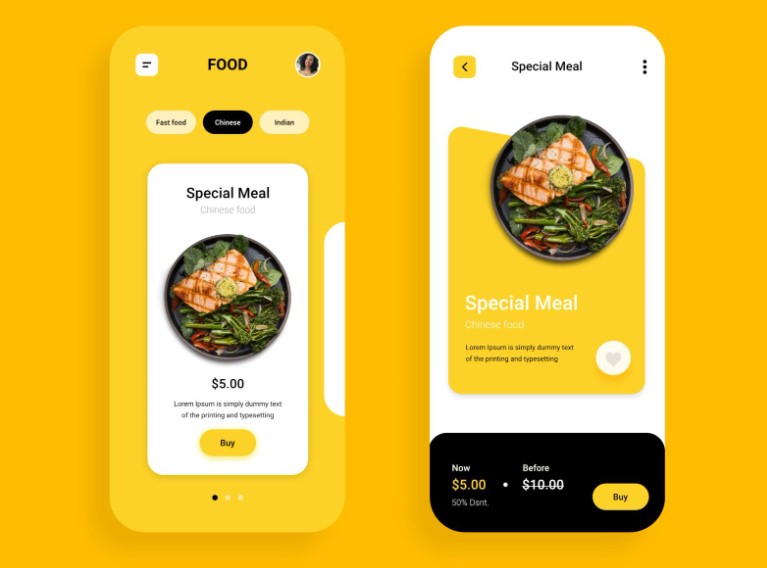 FOOD
Fast food
Chinese
Indian
Special Meal
Chinese food
$5.00
Lorem Ipsum is simply dummy text
of the printing and typesetting
Buy
Special Meal
Special Meal
Chinese food
Lorem Ipsum is simply dummy text
of the printing and typesetting
Now
Before
$5.00
$10.00
50% Dsnt.
Buy